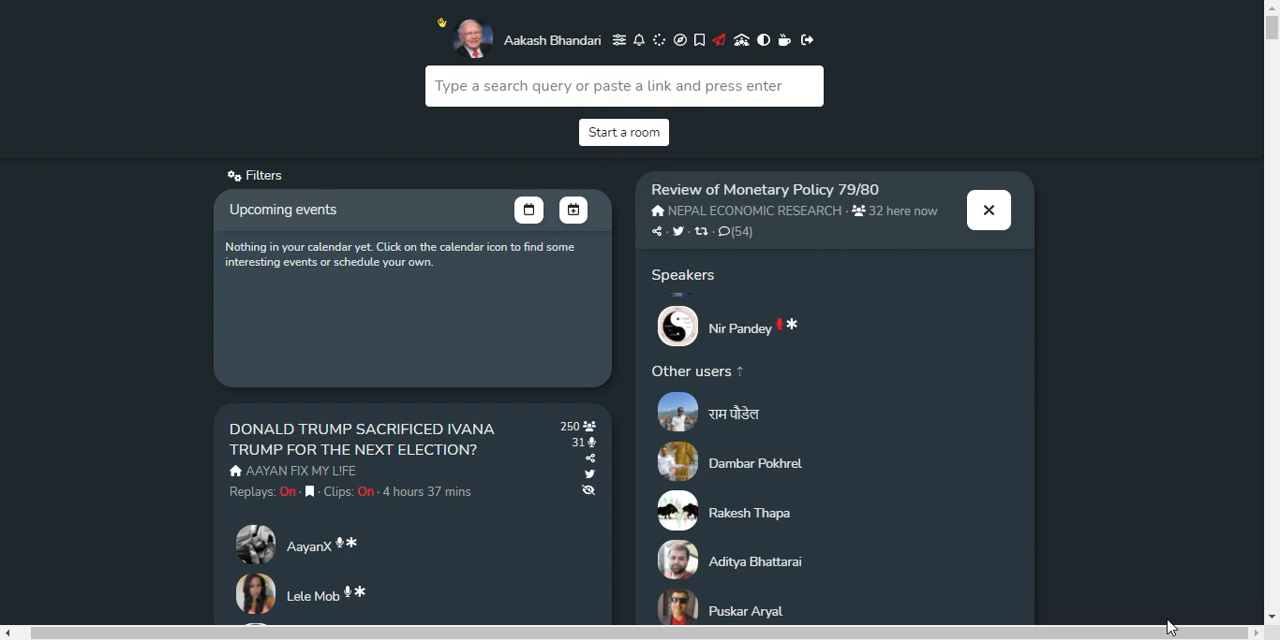 Aakash Bhandari
Type a search query or paste a link and press enter
Start a room
Filters
Upcoming events
Nothing in your calendar yet. Click on the calendar icon to find some
interesting events or schedule your own.
DONALD TRUMP SACRIFICED IVANA
TRUMP FOR THE NEXT ELECTION?
AAYAN FIX MY L!FE
Replays: On · Clips: On · 4 hours 37 mins
250
31
AayanX
Lele Mob
Review of Monetary Policy 79/80
NEPAL ECONOMIC RESEARCH · 32 here now
(54)
Speakers
Nir Pandey
Other users ↑
राम पौडेल
Dambar Pokhrel
Rakesh Thapa
Aditya Bhattarai
Puskar Aryal